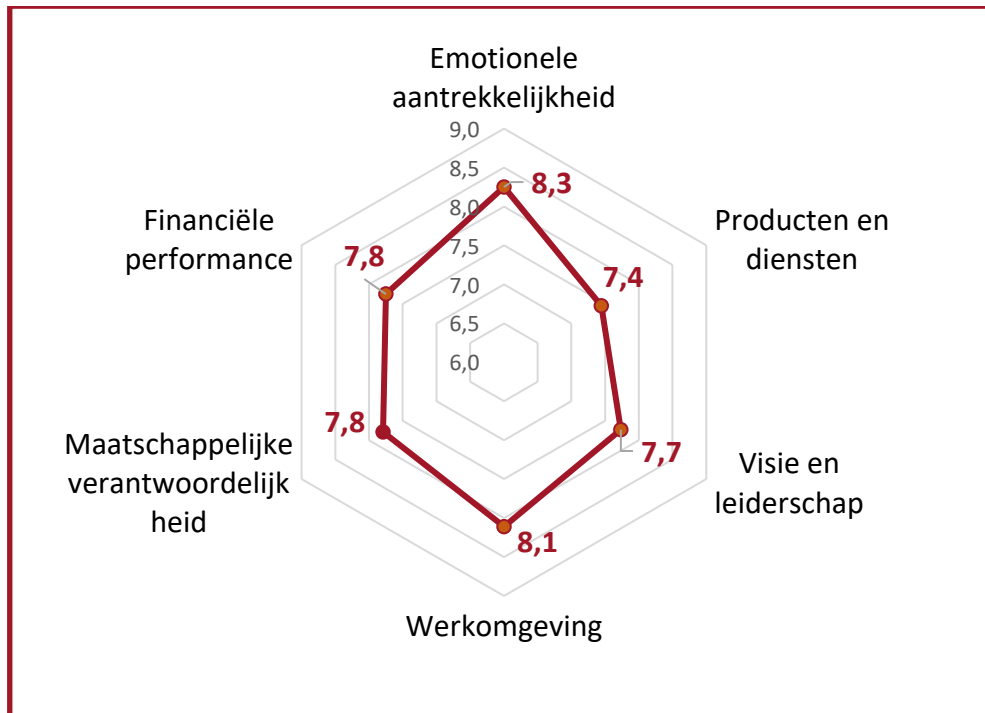 Emotionele
aantrekkelijkheid
9,0
8,5
8,3
8,0
7,5
7,0
6,5
6,0
Producten en
diensten
7,4
Visie en
leiderschap
7,7
Werkomgeving
8,1
Maatschappelijke
verantwoordelijk
heid
7,8
Financiële
performance
7,8